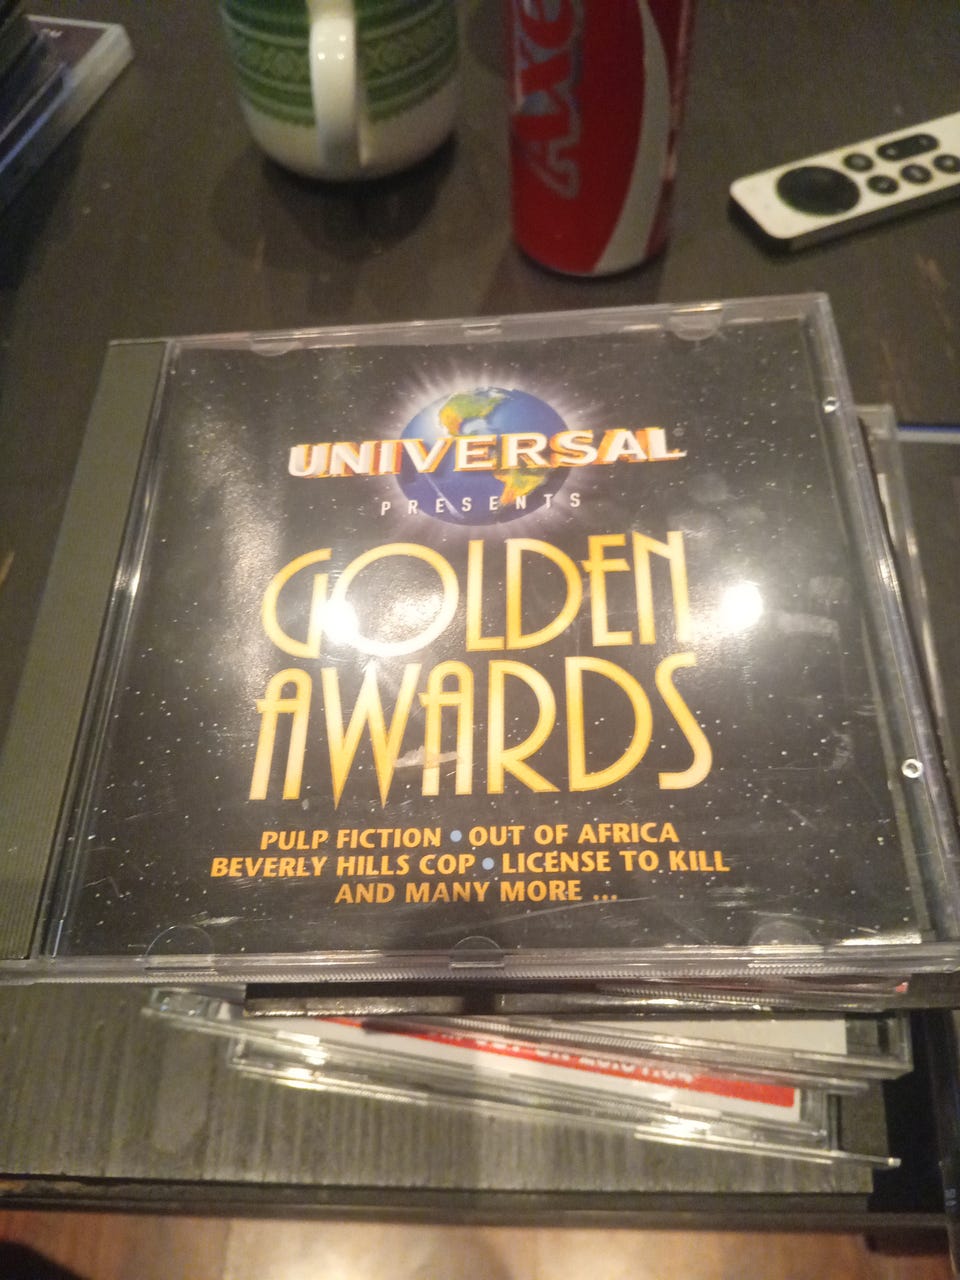 UNIVERSAL
PRESENTS
GOLDEN
AWARDS
PULP FICTION • OUT OF AFRICA
BEVERLY HILLS COP • LICENSE TO KILL
AND MANY MORE ...